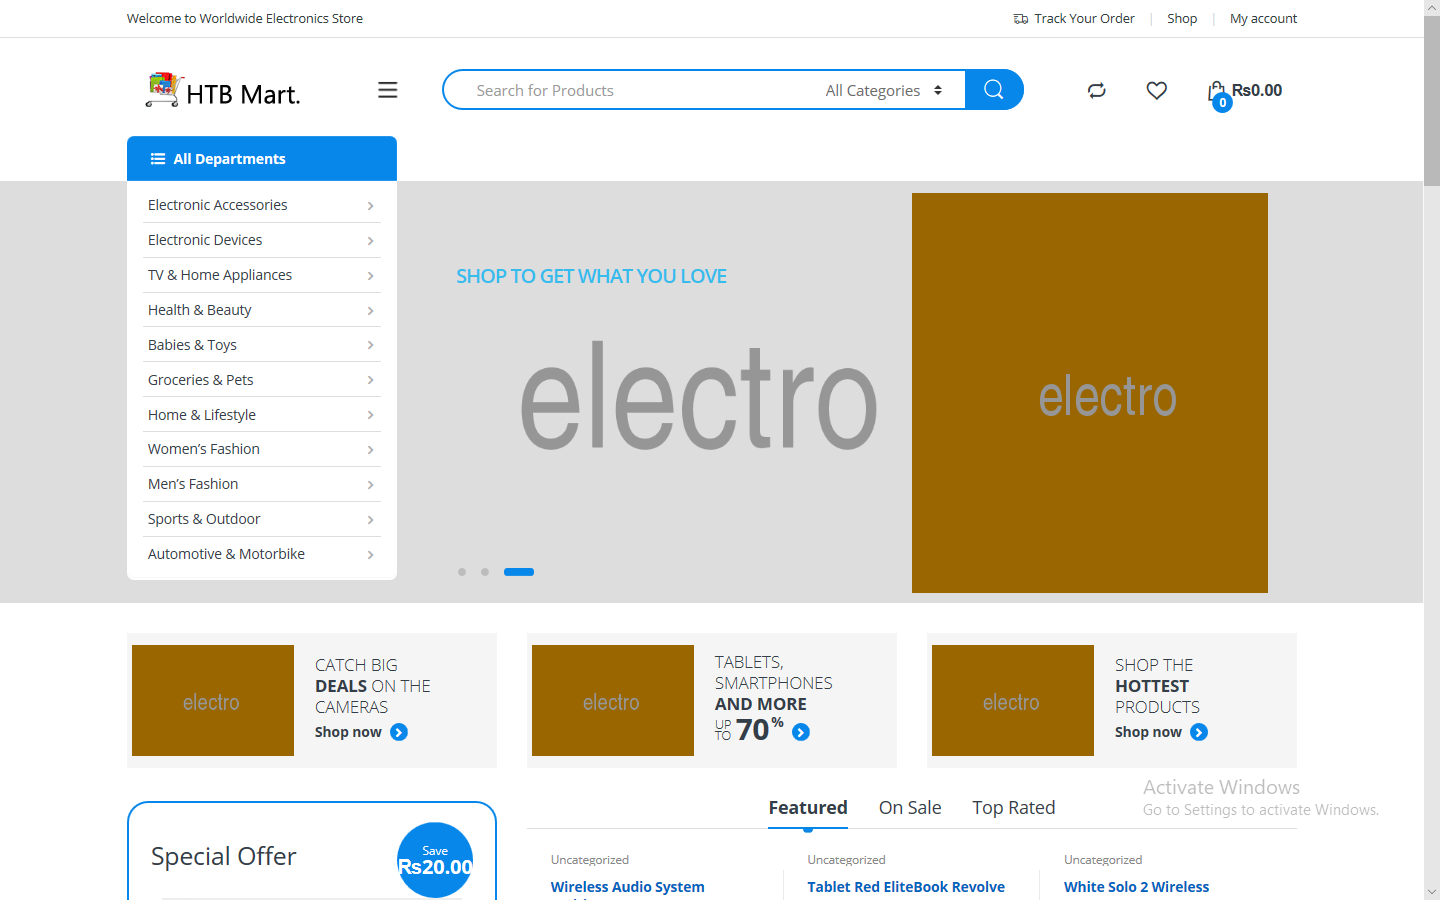 Welcome to Worldwide Electronics Store
Track Your Order
Shop
My account
HTB Mart.
Search for Products
All Categories
0
₨0.00
All Departments
Electronic Accessories
Electronic Devices
TV & Home Appliances
Health & Beauty
Babies & Toys
Groceries & Pets
Home & Lifestyle
Women’s Fashion
Men’s Fashion
Sports & Outdoor
Automotive & Motorbike
SHOP TO GET WHAT YOU LOVE
electro
electro
electro
CATCH BIG
DEALS ON THE
CAMERAS
Shop now
electro
TABLETS,
SMARTPHONES
AND MORE
UP TO 70%
electro
SHOP THE
HOTTEST
PRODUCTS
Shop now
Activate Windows
Go to Settings to activate Windows.
Special Offer
Save
₨20.00
Featured
On Sale
Top Rated
Uncategorized
Wireless Audio System
Uncategorized
Tablet Red EliteBook Revolve
Uncategorized
White Solo 2 Wireless